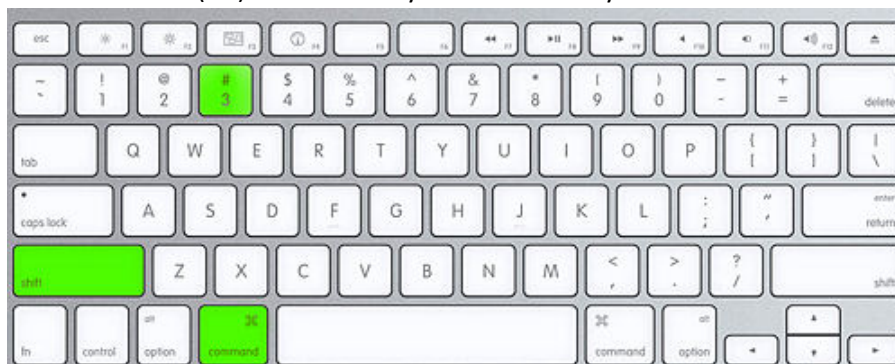 esc F1 F2 F3 F4 F5 F6 F7 F8 F9 F10 F11 F12
~ ! @ # $ % ^ & * ( ) – +
` 1 2 3 4 5 6 7 8 9 0 - = delete
tab Q W E R T Y U I O P { [ } ] | \
caps lock A S D F G H J K L : ; " ' enter return
shift Z X C V B N M < , > . ? / shift
fn control alt option ⌘ command ⌘ command alt option